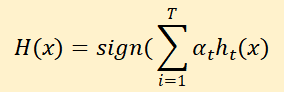 H(x) = sign(∑_{i=1}^{T} α_t h_t(x)